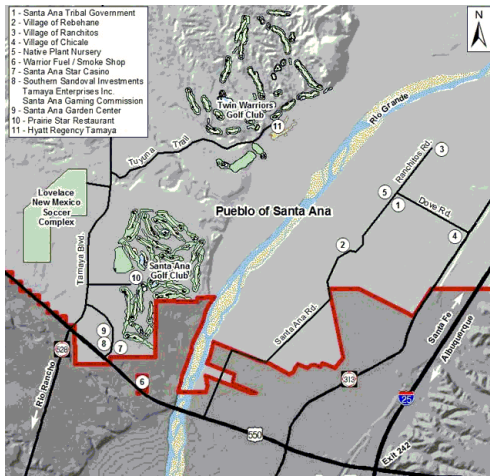 1 - Santa Ana Tribal Government
2 - Village of Rebehane
3 - Village of Ranchitos
4 - Village of Chicale
5 - Native Plant Nursery
6 - Warrior Fuel / Smoke Shop
7 - Santa Ana Star Casino
8 - Southern Sandoval Investments
Tamaya Enterprises Inc.
Santa Ana Gaming Commission
9 - Santa Ana Garden Center
10 - Prairie Star Restaurant
11 - Hyatt Regency Tamaya
N
Twin Warriors
Golf Club
11
Rio Grande
Tuyuna Trail
3
Ranchitos Rd.
Lovelace
New Mexico
Soccer
Complex
5
1
Dove Rd.
Pueblo of Santa Ana
4
2
Tamaya Blvd.
Santa Ana
Golf Club
10
Santa Ana Rd.
Santa Fe
Albuquerque
9
8
7
528
Rio Rancho
6
313
25
550
Exit 242